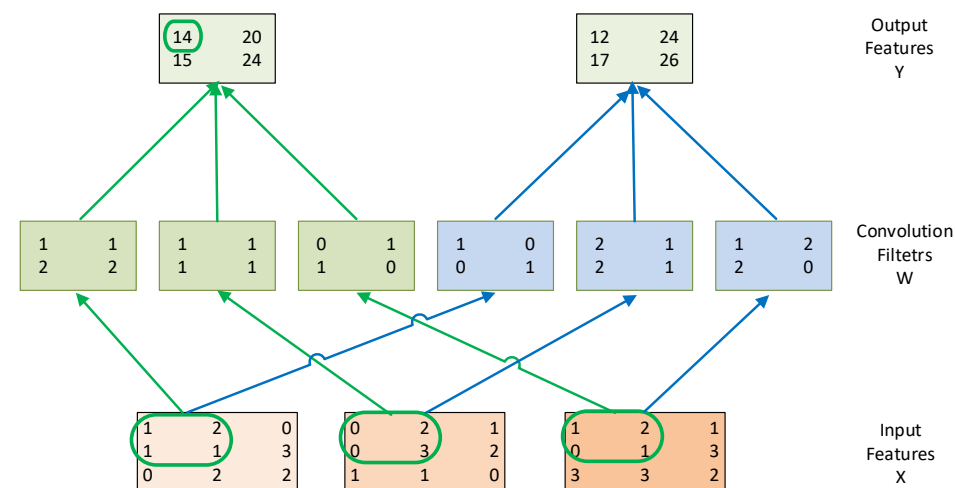 14 20
15 24
12 24
17 26
Output
Features
Y
1 1
2 2
1 1
1 1
0 1
1 0
1 0
0 1
2 1
2 1
1 2
2 0
Convolution
Filtetrs
W
1 2 0
1 1 3
0 2 2
0 2 1
0 3 2
1 1 0
1 2 1
0 1 3
3 3 2
Input
Features
X